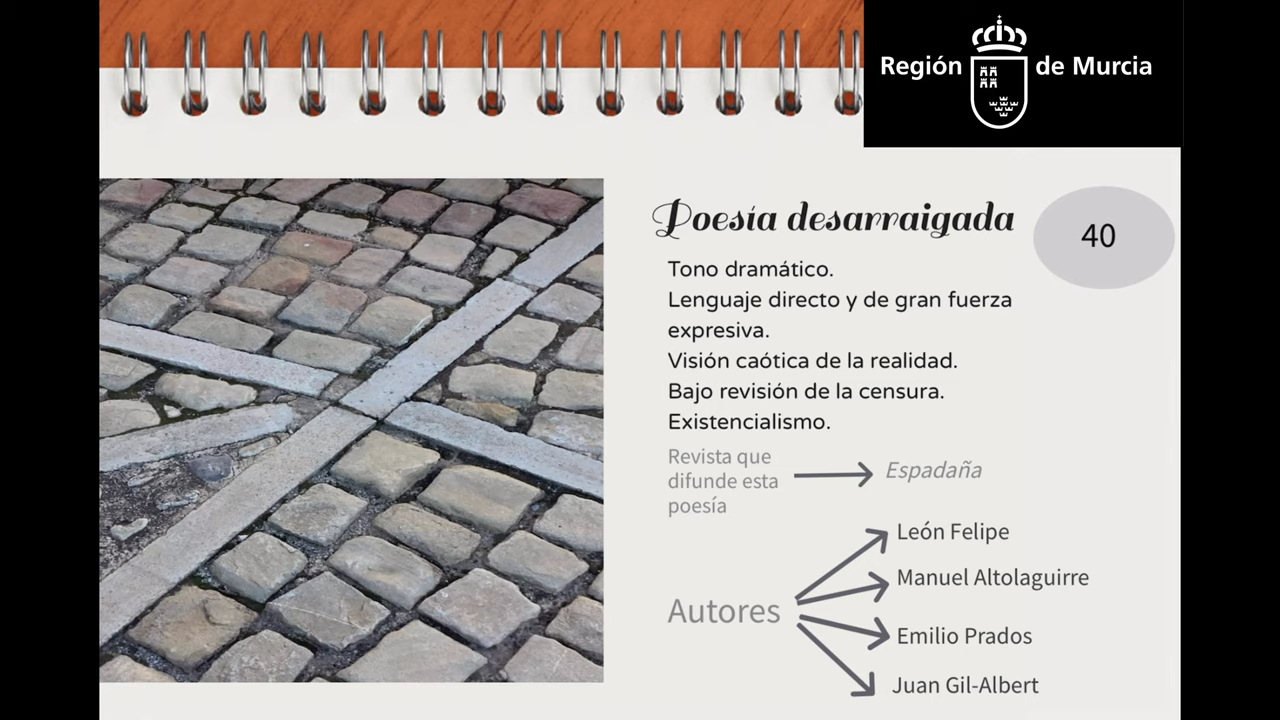 Región de Murcia
Poesía desarraigada
40
Tono dramático.
Lenguaje directo y de gran fuerza
expresiva.
Visión caótica de la realidad.
Bajo revisión de la censura.
Existencialismo.
Revista que
difunde esta
poesía
Espadaña
Autores
León Felipe
Manuel Altolaguirre
Emilio Prados
Juan Gil-Albert